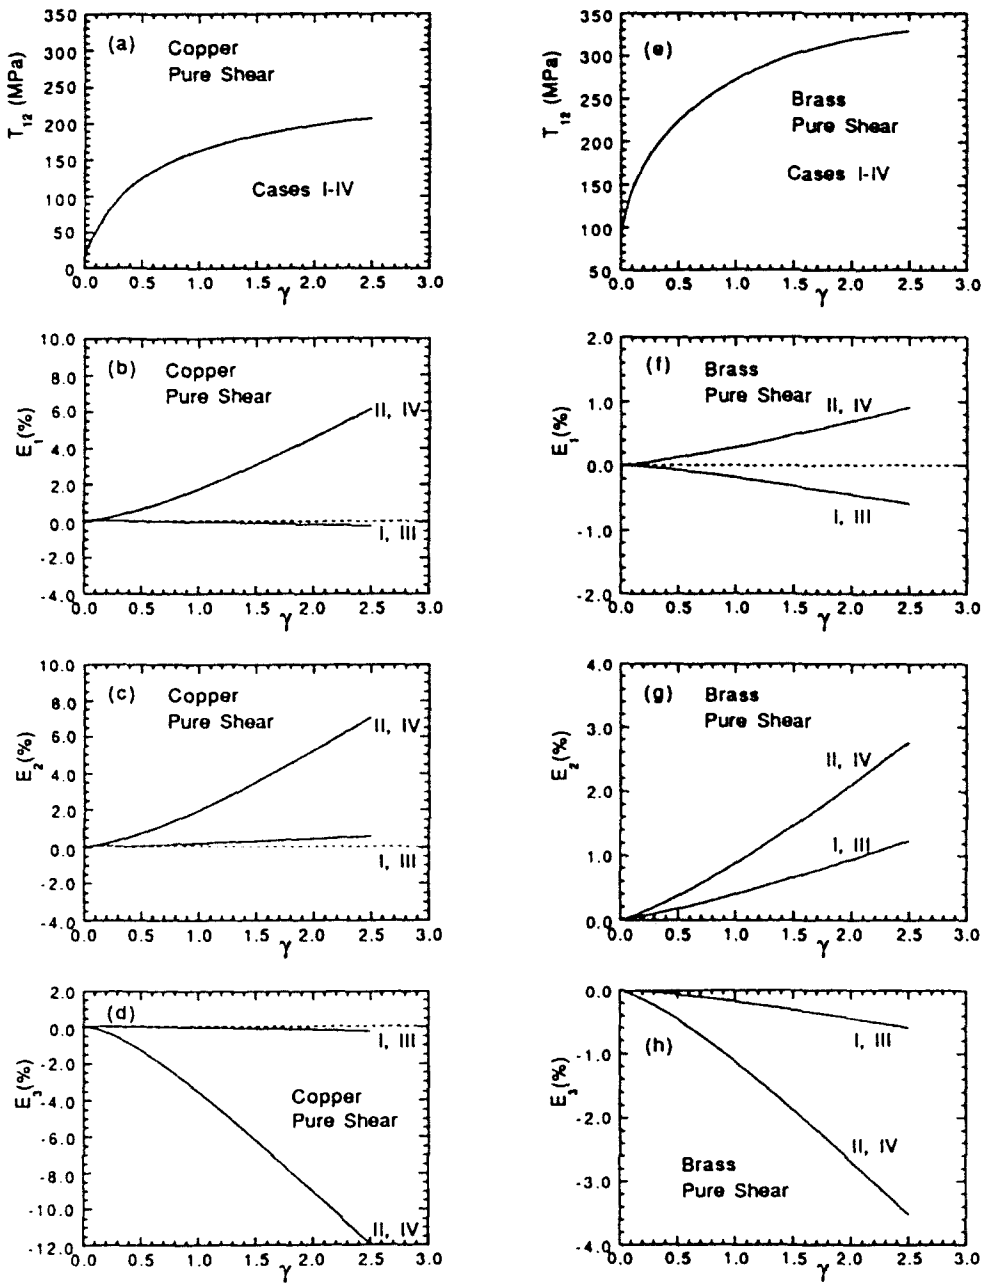 350
300
250
200
150
100
50
0
T12 (MPa)
(a)
Copper
Pure Shear
Cases I-IV
0.0 0.5 1.0 1.5 2.0 2.5 3.0
γ
350
300
250
200
150
100
50
T12 (MPa)
(e)
Brass
Pure Shear
Cases I-IV
0.0 0.5 1.0 1.5 2.0 2.5 3.0
γ
10.0
8.0
6.0
4.0
2.0
0.0
-2.0
-4.0
E1(%)
(b)
Copper
Pure Shear
II, IV
I, III
0.0 0.5 1.0 1.5 2.0 2.5 3.0
γ
2.0
1.0
0.0
-1.0
-2.0
E1(%)
(f)
Brass
Pure Shear
II, IV
I, III
0.0 0.5 1.0 1.5 2.0 2.5 3.0
γ
10.0
8.0
6.0
4.0
2.0
0.0
-2.0
-4.0
E2(%)
(c)
Copper
Pure Shear
II, IV
I, III
0.0 0.5 1.0 1.5 2.0 2.5 3.0
γ
4.0
3.0
2.0
1.0
0.0
E2(%)
(g)
Brass
Pure Shear
II, IV
I, III
0.0 0.5 1.0 1.5 2.0 2.5 3.0
γ
2.0
0.0
-2.0
-4.0
-6.0
-8.0
-10.0
-12.0
E3(%)
(d)
I, III
Copper
Pure Shear
II, IV
0.0 0.5 1.0 1.5 2.0 2.5 3.0
γ
0.0
-1.0
-2.0
-3.0
-4.0
E3(%)
(h)
I, III
II, IV
Brass
Pure Shear
0.0 0.5 1.0 1.5 2.0 2.5 3.0
γ